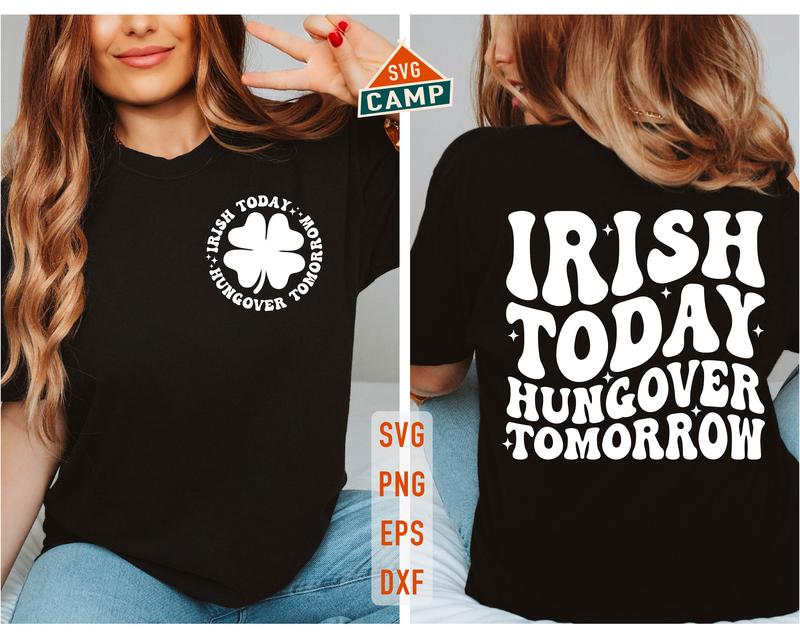 SVG
CAMP
IRISH TODAY
HUNGOVER TOMORROW
IRISH
TODAY
HUNGOVER
TOMORROW
SVG
PNG
EPS
DXF